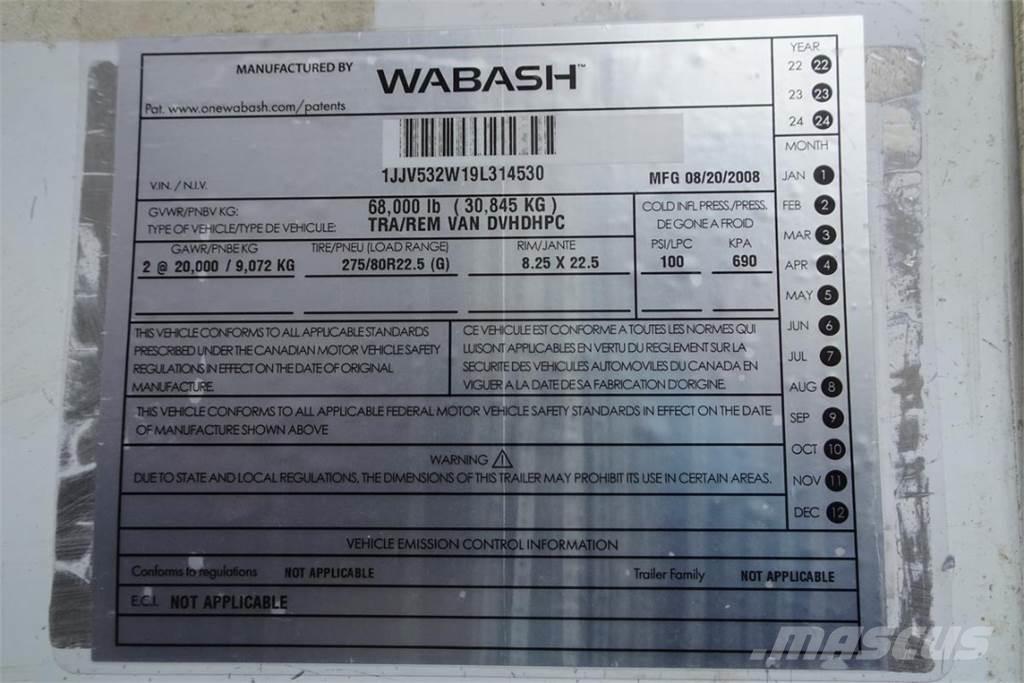 MANUFACTURED BY WABASH™
Pat. www.onewabash.com/patents
1JJV532W19L314530
V.IN. / N.I.V.
MFG 08/20/2008
GVWR/PNBV KG: 68,000 lb ( 30,845 KG )
TYPE OF VEHICLE/TYPE DE VEHICULE: TRA/REM VAN DVHDHPC
COLD INFL PRESS./PRESS.
DE GONE A FROID
GAWR/PNBE KG TIRE/PNEU (LOAD RANGE) RIM/JANTE PSI/LPC KPA
2 @ 20,000 / 9,072 KG 275/80R22.5 (G) 8.25 X 22.5 100 690
THIS VEHICLE CONFORMS TO ALL APPLICABLE STANDARDS
PRESCRIBED UNDER THE CANADIAN MOTOR VEHICLE SAFETY
REGULATIONS IN EFFECT ON THE DATE OF ORIGINAL
MANUFACTURE.
CE VEHICULE EST CONFORME A TOUTES LES NORMES QUI
LUI SONT APPLICABLES EN VERTU DU REGLEMENT SUR LA
SECURITE DES VEHICULES AUTOMOVILES DU CANADA EN
VIGUER A LA DATE DE SA FABRICATION D'ORIGINE.
THIS VEHICLE CONFORMS TO ALL APPLICABLE FEDERAL MOTOR VEHICLE SAFETY STANDARDS IN EFFECT ON THE DATE
OF MANUFACTURE SHOWN ABOVE
WARNING
DUE TO STATE AND LOCAL REGULATIONS, THE DIMENSIONS OF THIS TRAILER MAY PROHIBIT ITS USE IN CERTAIN AREAS.
VEHICLE EMISSION CONTROL INFORMATION
Conforms to regulations NOT APPLICABLE Trailer Family NOT APPLICABLE
E.C.I. NOT APPLICABLE
YEAR
22 22
23 23
24 24
MONTH
JAN 1
FEB 2
MAR 3
APR 4
MAY 5
JUN 6
JUL 7
AUG 8
SEP 9
OCT 10
NOV 11
DEC 12
MASCUS